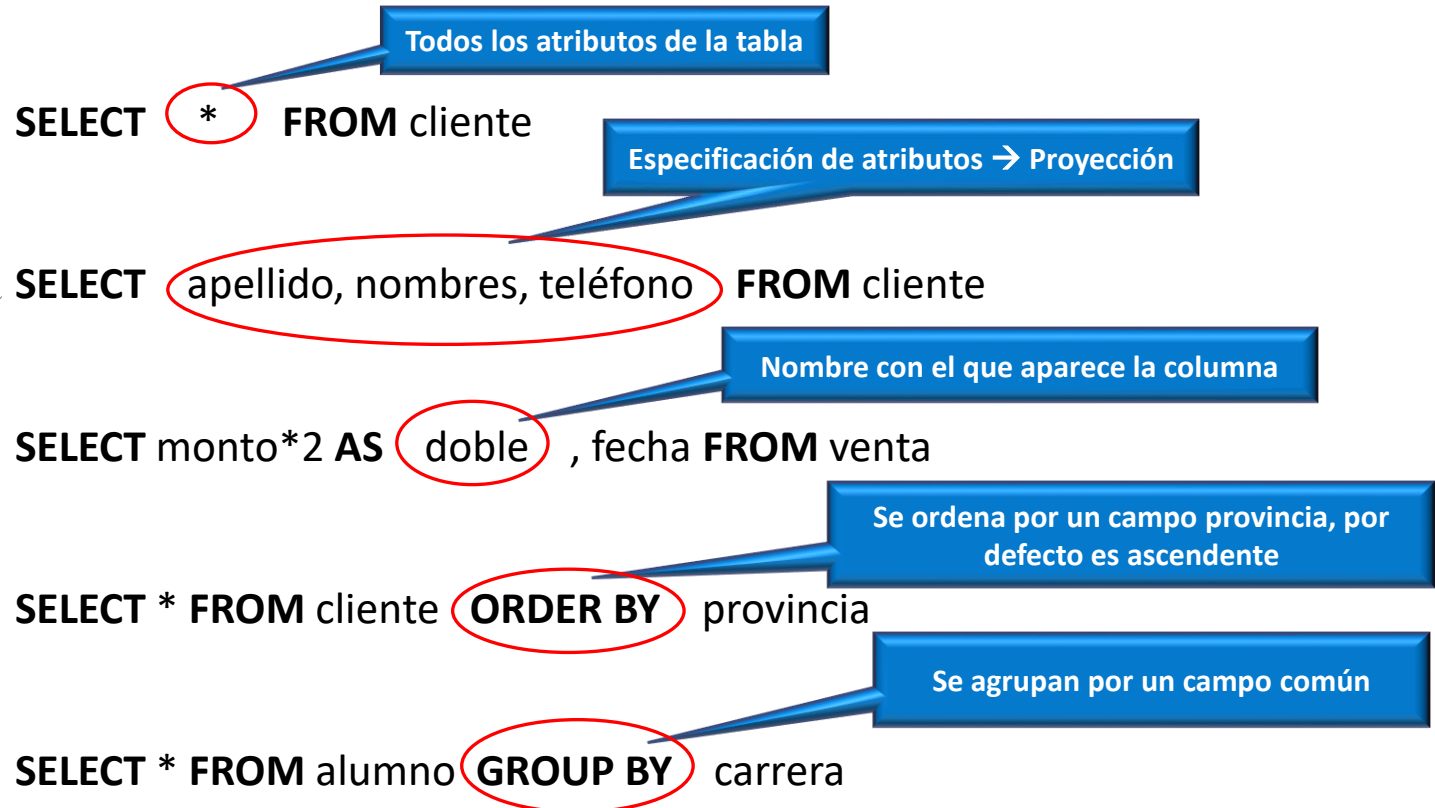 Todos los atributos de la tabla
SELECT * FROM cliente
Especificación de atributos → Proyección
SELECT apellido, nombres, teléfono FROM cliente
Nombre con el que aparece la columna
SELECT monto*2 AS doble , fecha FROM venta
Se ordena por un campo provincia, por
defecto es ascendente
SELECT * FROM cliente ORDER BY provincia
Se agrupan por un campo común
SELECT * FROM alumno GROUP BY carrera